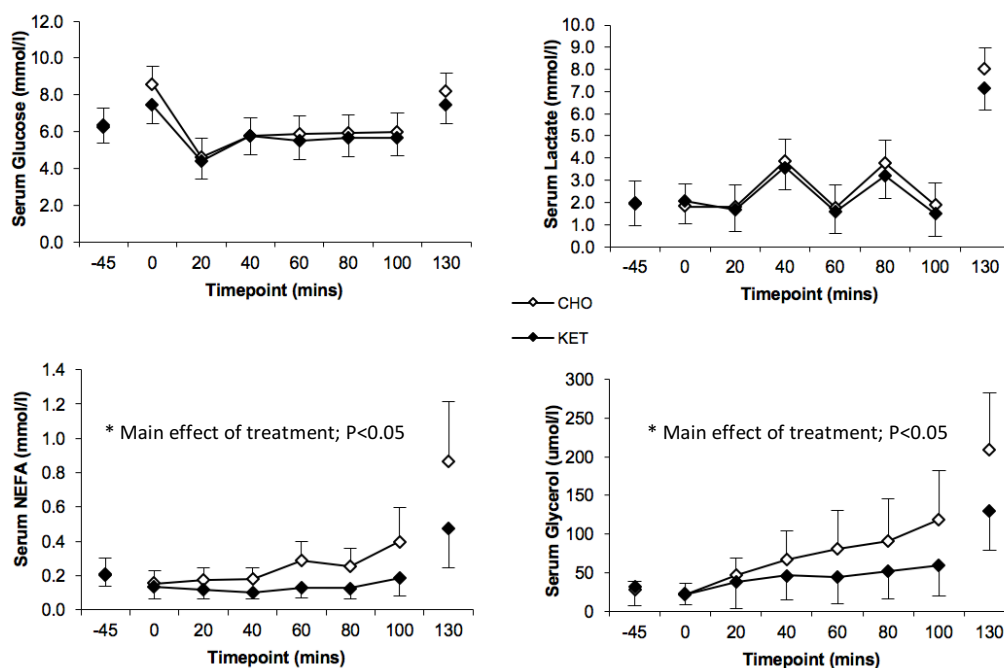 Serum Glucose (mmol/l)
12.0
10.0
8.0
6.0
4.0
2.0
0.0
-45 0 20 40 60 80 100 130
Timepoint (mins)
Serum Lactate (mmol/l)
10.0
9.0
8.0
7.0
6.0
5.0
4.0
3.0
2.0
1.0
0.0
-45 0 20 40 60 80 100 130
Timepoint (mins)
CHO
KET
Serum NEFA (mmol/l)
1.4
1.2
1.0
0.8
0.6
0.4
0.2
0.0
* Main effect of treatment; P<0.05
-45 0 20 40 60 80 100 130
Timepoint (mins)
Serum Glycerol (umol/l)
300
250
200
150
100
50
0
* Main effect of treatment; P<0.05
-45 0 20 40 60 80 100 130
Timepoint (mins)